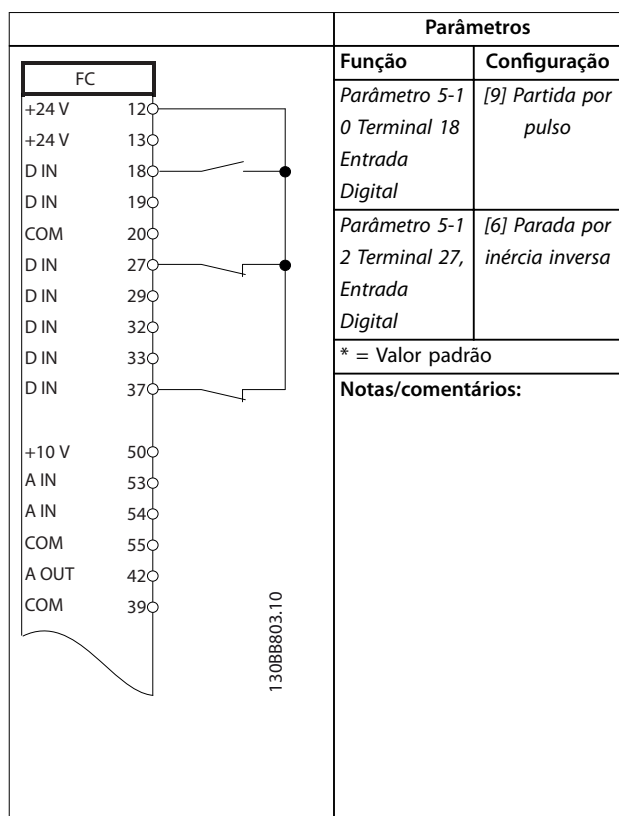 Parâmetros
Função Configuração
Parâmetro 5-1 [9] Partida por
0 Terminal 18 pulso
Entrada
Digital
Parâmetro 5-1 [6] Parada por
2 Terminal 27, inércia inversa
Entrada
Digital
* = Valor padrão
Notas/comentários:
FC
+24 V 12
+24 V 13
D IN 18
D IN 19
COM 20
D IN 27
D IN 29
D IN 32
D IN 33
D IN 37
+10 V 50
A IN 53
A IN 54
COM 55
A OUT 42
COM 39
130BB803.10